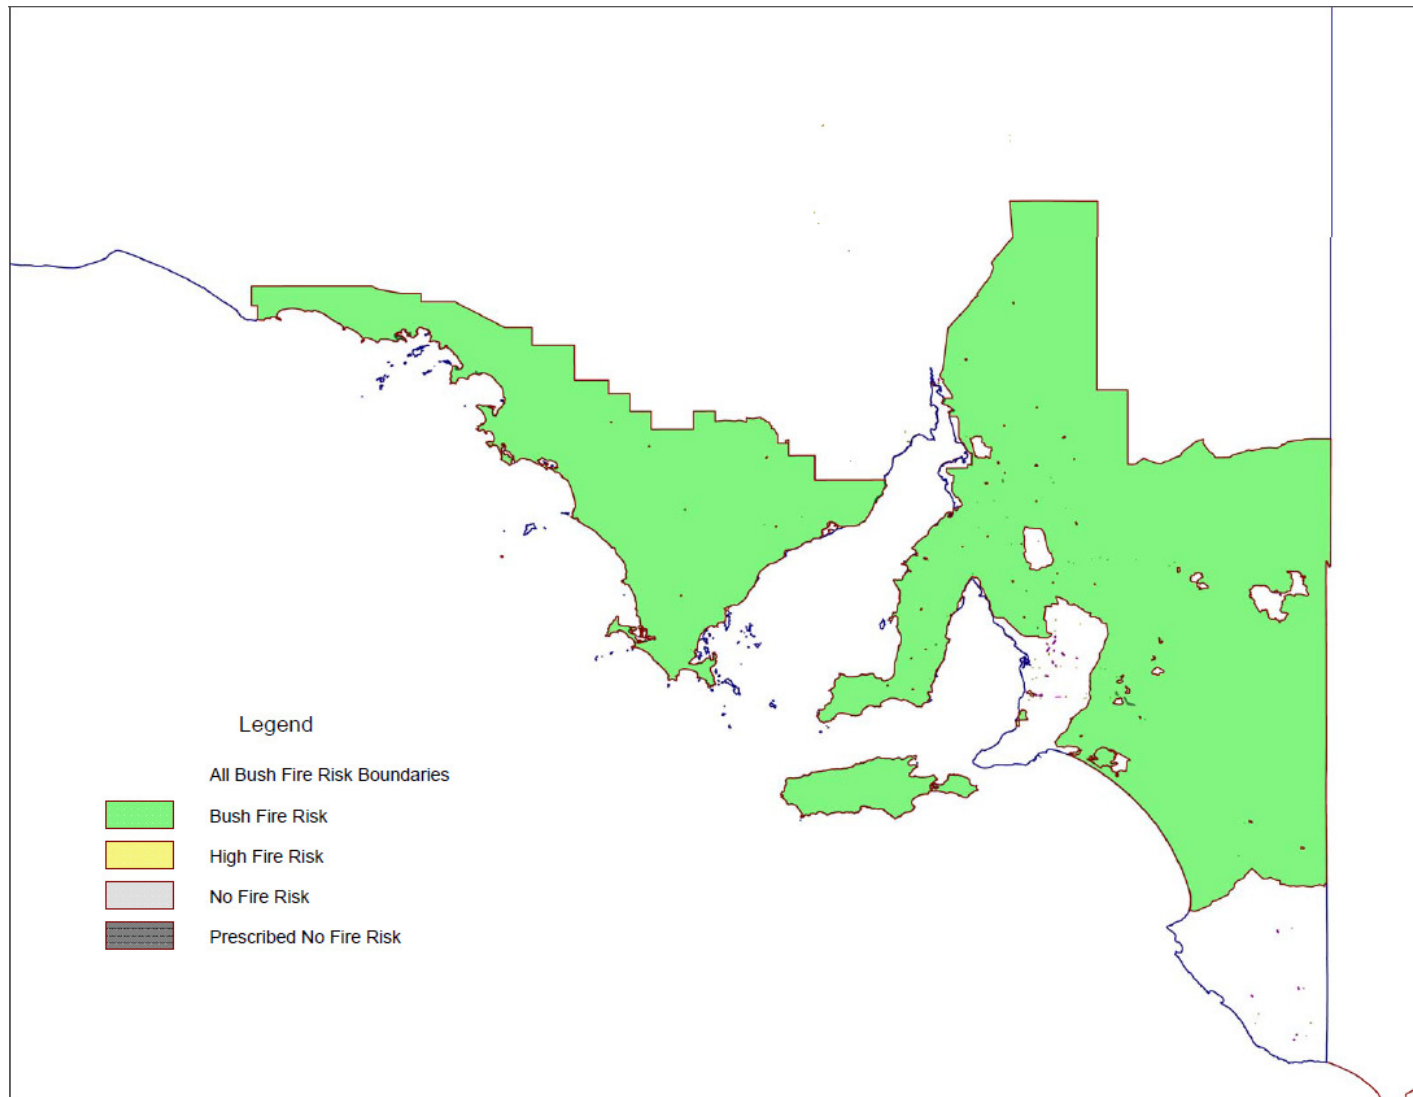 Legend
All Bush Fire Risk Boundaries
Bush Fire Risk
High Fire Risk
No Fire Risk
Prescribed No Fire Risk